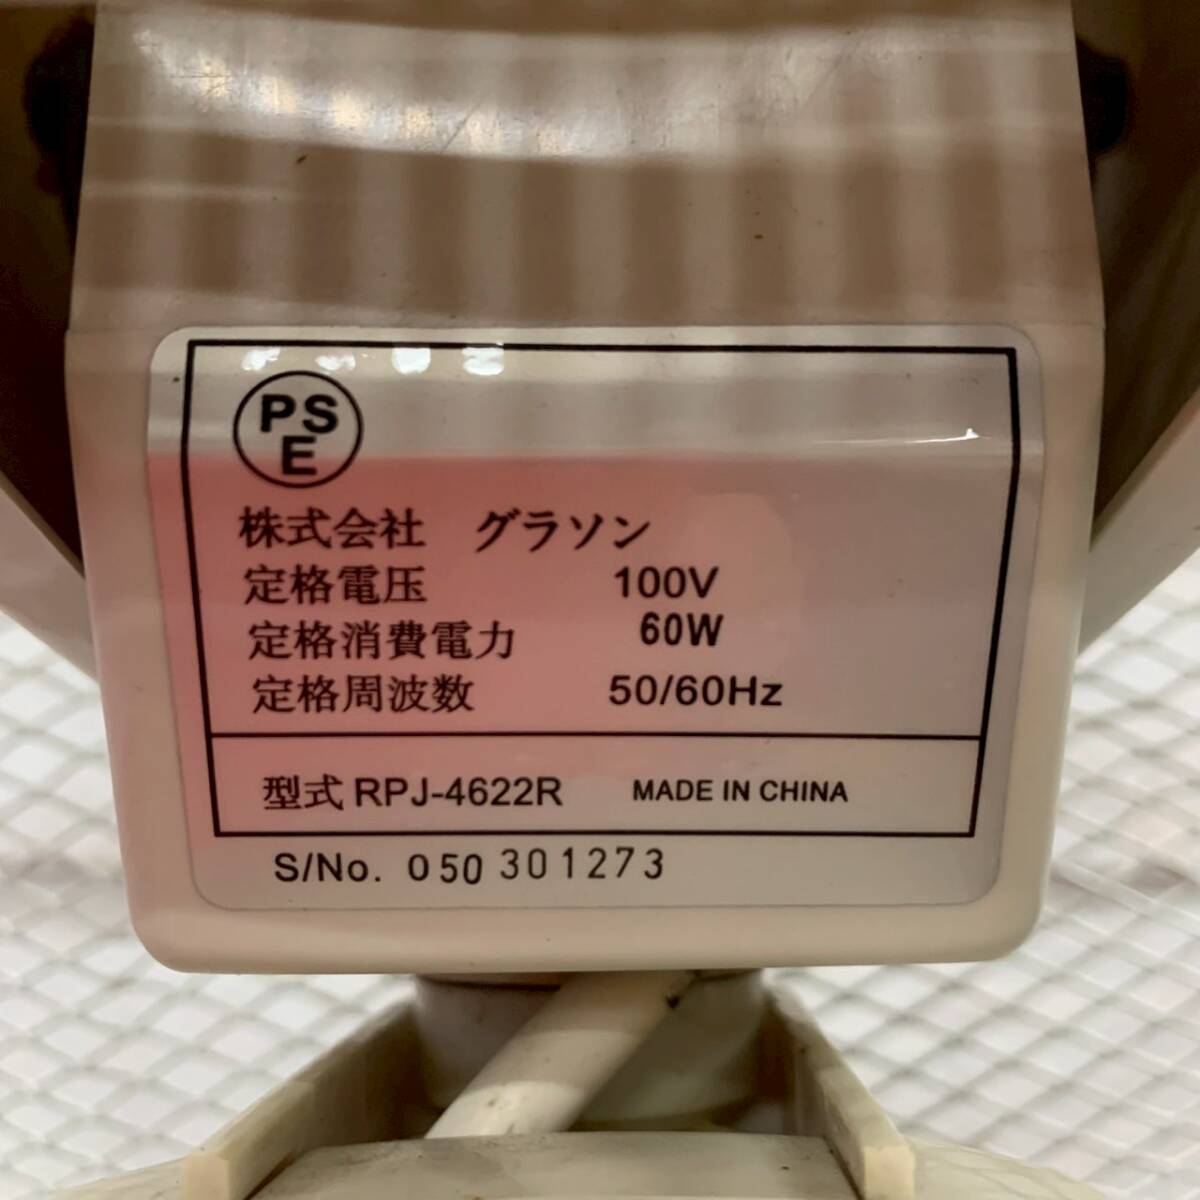 PS
E
株式会社 グラソン
定格電圧 100V
定格消費電力 60W
定格周波数 50/60Hz
型式 RPJ-4622R MADE IN CHINA
S/No. 050 301273